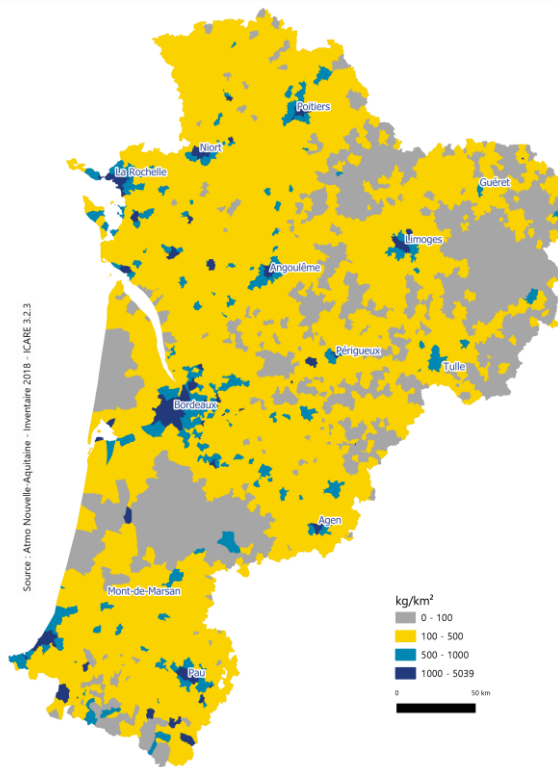 Poitiers
Niort
La Rochelle
Guéret
Limoges
Angoulême
Périgueux
Tulle
Bordeaux
Source : Atmo Nouvelle-Aquitaine - Inventaire 2018 - ICARE 3.2.3
Agen
Mont-de-Marsan
Pau
kg/km²
0 - 100
100 - 500
500 - 1000
1000 - 5039
0 50 km